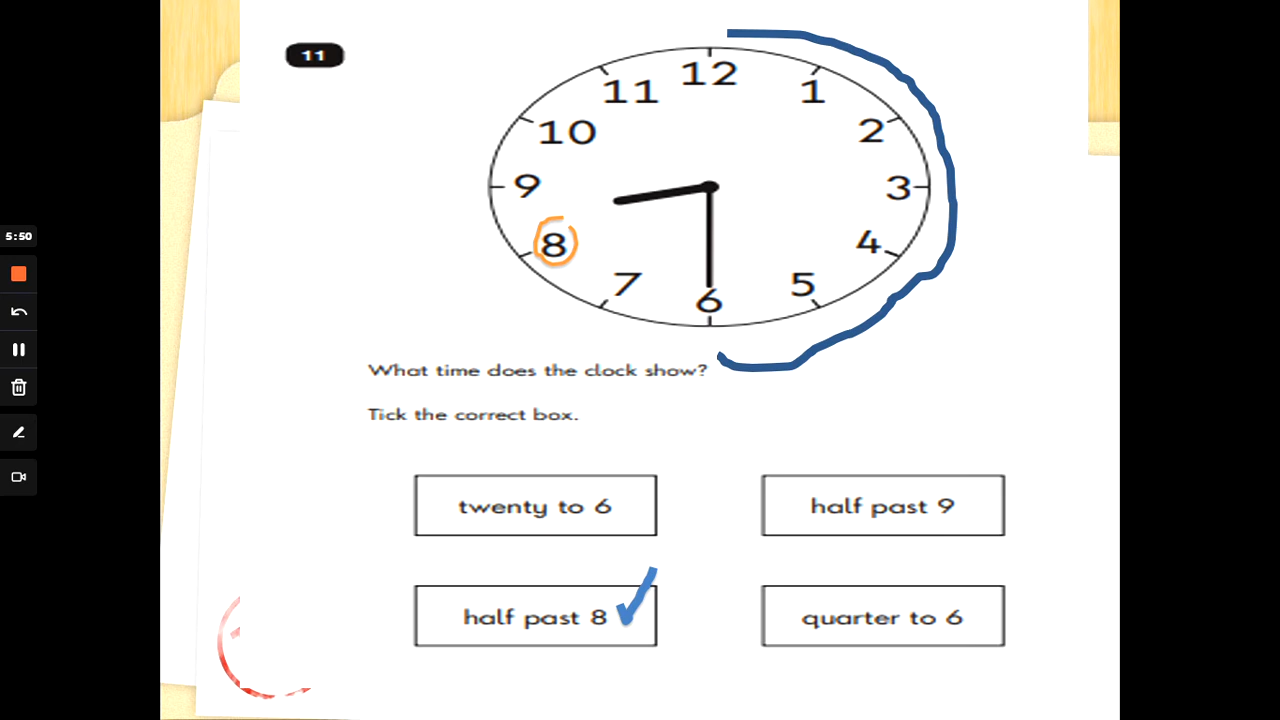 11
12
11
1
10
2
9
3
8
4
7
5
6
5:50
What time does the clock show?
Tick the correct box.
twenty to 6
half past 9
half past 8
quarter to 6